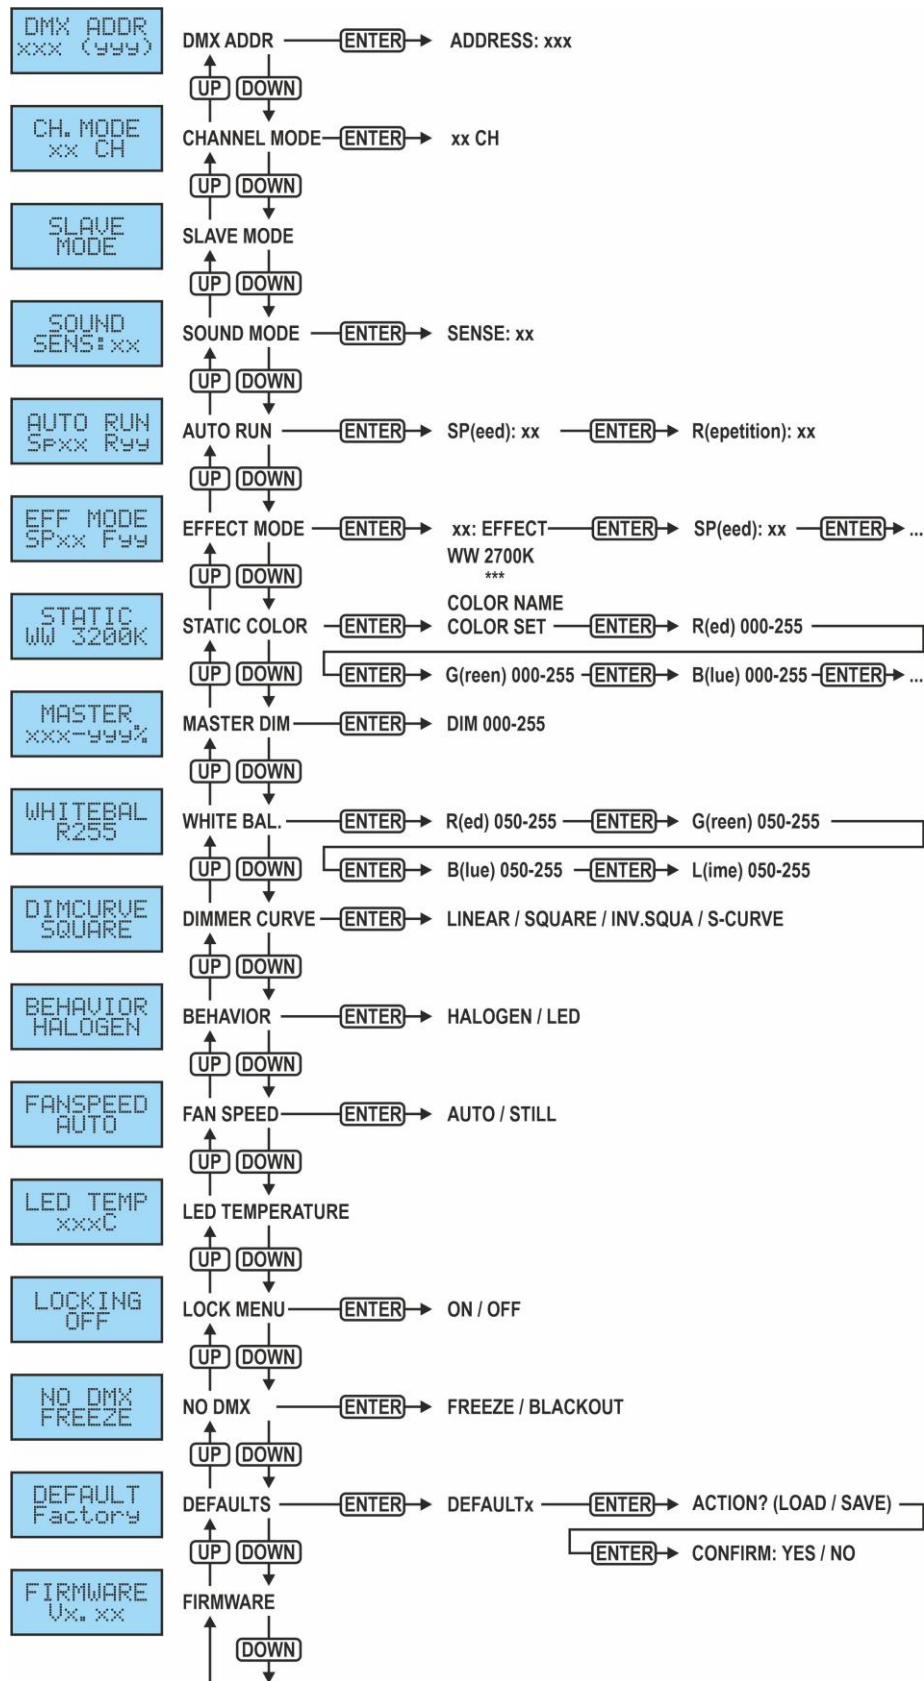 DMX ADDR
xxx (yyy)
DMX ADDR ENTER ADDRESS: xxx
UP DOWN
CH. MODE
xx CH
CHANNEL MODE ENTER xx CH
UP DOWN
SLAVE
MODE
SLAVE MODE
UP DOWN
SOUND
SENS:xx
SOUND MODE ENTER SENSE: xx
UP DOWN
AUTO RUN
SPxx Ryy
AUTO RUN ENTER SP(eed): xx ENTER R(epetition): xx
UP DOWN
EFF MODE
SPxx Fyy
EFFECT MODE ENTER xx: EFFECT ENTER SP(eed): xx ENTER ...
WW 2700K
UP DOWN
***
COLOR NAME
STATIC
WW 3200K
STATIC COLOR ENTER COLOR SET ENTER R(ed) 000-255
UP DOWN ENTER G(reen) 000-255 ENTER B(lue) 000-255 ENTER ...
MASTER
xxx-yyy%
MASTER DIM ENTER DIM 000-255
UP DOWN
WHITEBAL
R255
WHITE BAL. ENTER R(ed) 050-255 ENTER G(reen) 050-255
UP DOWN ENTER B(lue) 050-255 ENTER L(ime) 050-255
DIMCURVE
SQUARE
DIMMER CURVE ENTER LINEAR / SQUARE / INV.SQUA / S-CURVE
UP DOWN
BEHAVIOR
HALOGEN
BEHAVIOR ENTER HALOGEN / LED
UP DOWN
FANSPEED
AUTO
FAN SPEED ENTER AUTO / STILL
UP DOWN
LED TEMP
xxxC
LED TEMPERATURE
UP DOWN
LOCKING
OFF
LOCK MENU ENTER ON / OFF
UP DOWN
NO DMX
FREEZE
NO DMX ENTER FREEZE / BLACKOUT
UP DOWN
DEFAULT
Factory
DEFAULTS ENTER DEFAULTx ENTER ACTION? (LOAD / SAVE)
UP DOWN ENTER CONFIRM: YES / NO
FIRMWARE
Vx.xx
FIRMWARE
DOWN